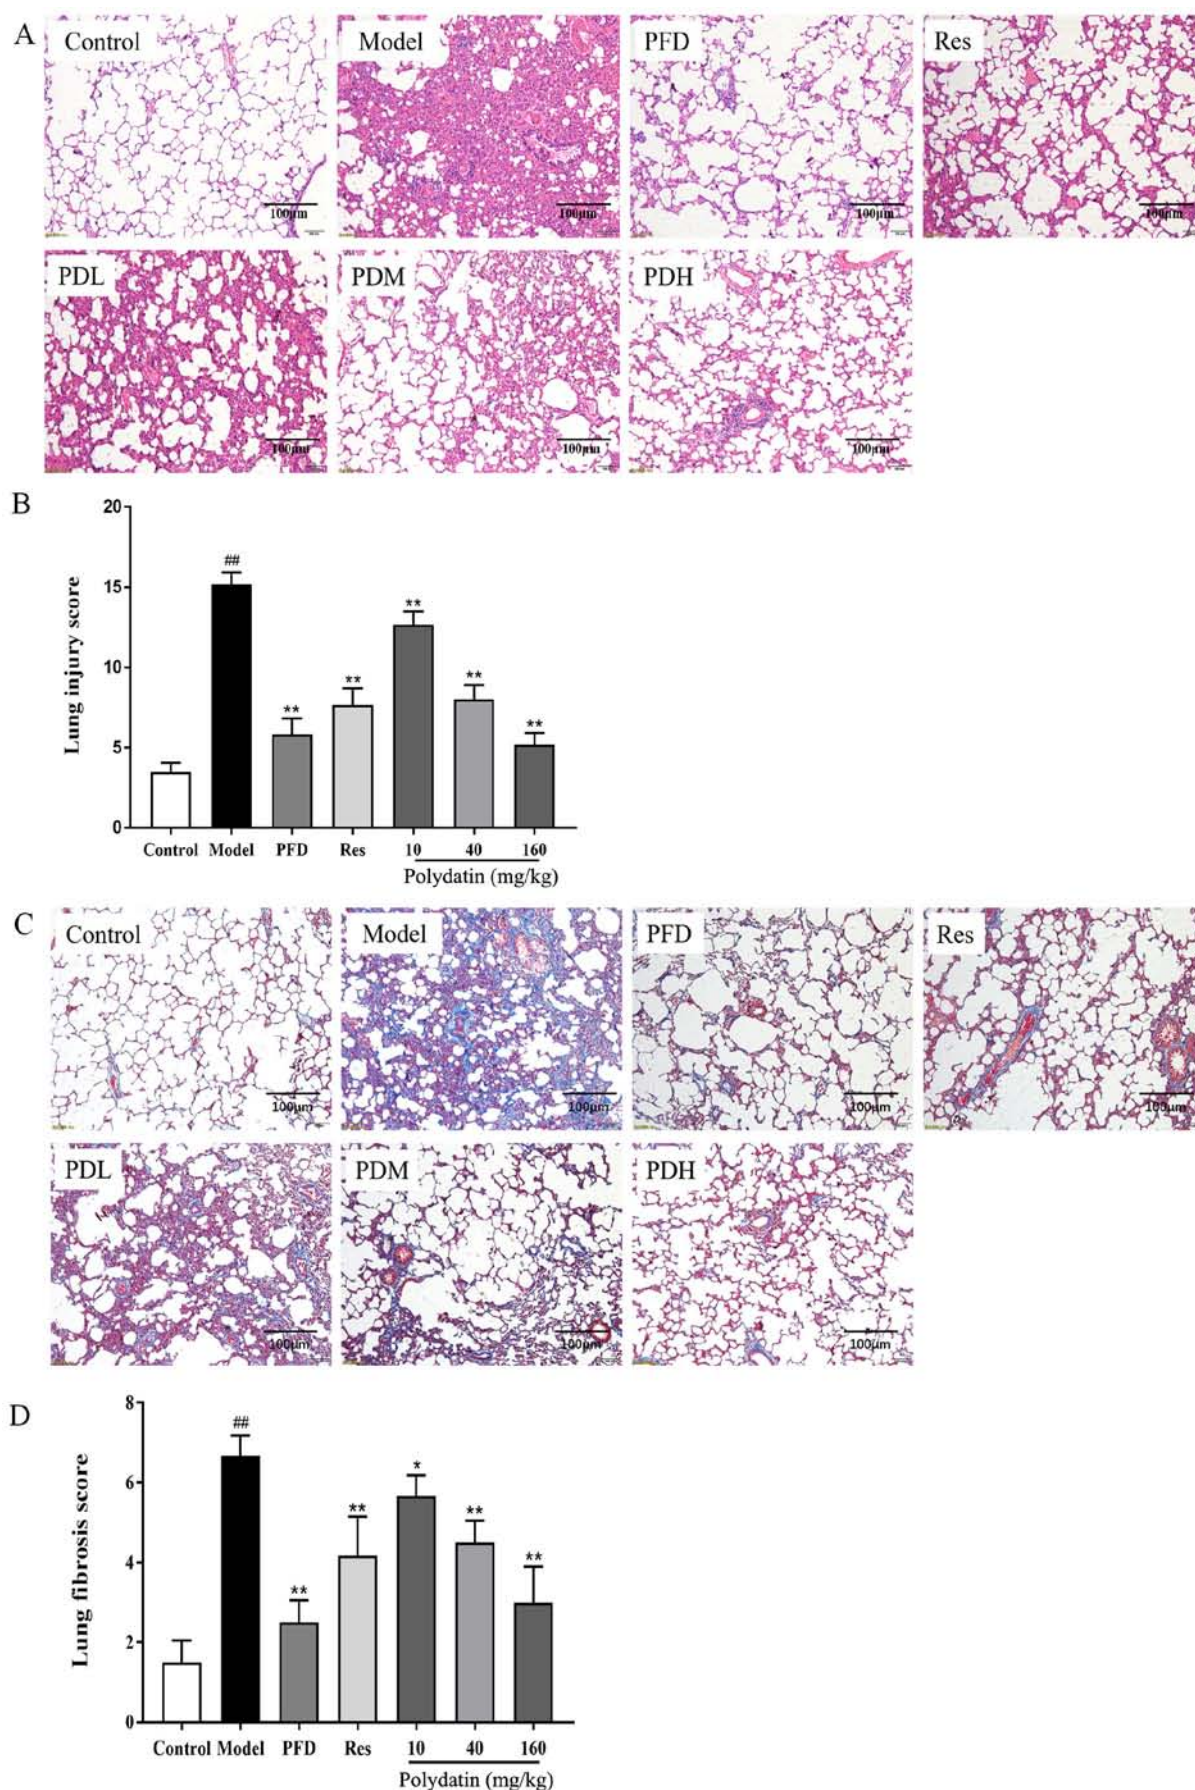 A
Control
Model
PFD
Res
100μm
100μm
100μm
100μm
PDL
PDM
PDH
100μm
100μm
100μm
B
Lung injury score
20
15
10
5
0
##
**
**
**
**
**
Control Model PFD Res 10 40 160
Polydatin (mg/kg)
C
Control
Model
PFD
Res
100μm
100μm
100μm
100μm
PDL
PDM
PDH
100μm
100μm
100μm
D
Lung fibrosis score
8
6
4
2
0
##
**
**
*
**
**
Control Model PFD Res 10 40 160
Polydatin (mg/kg)